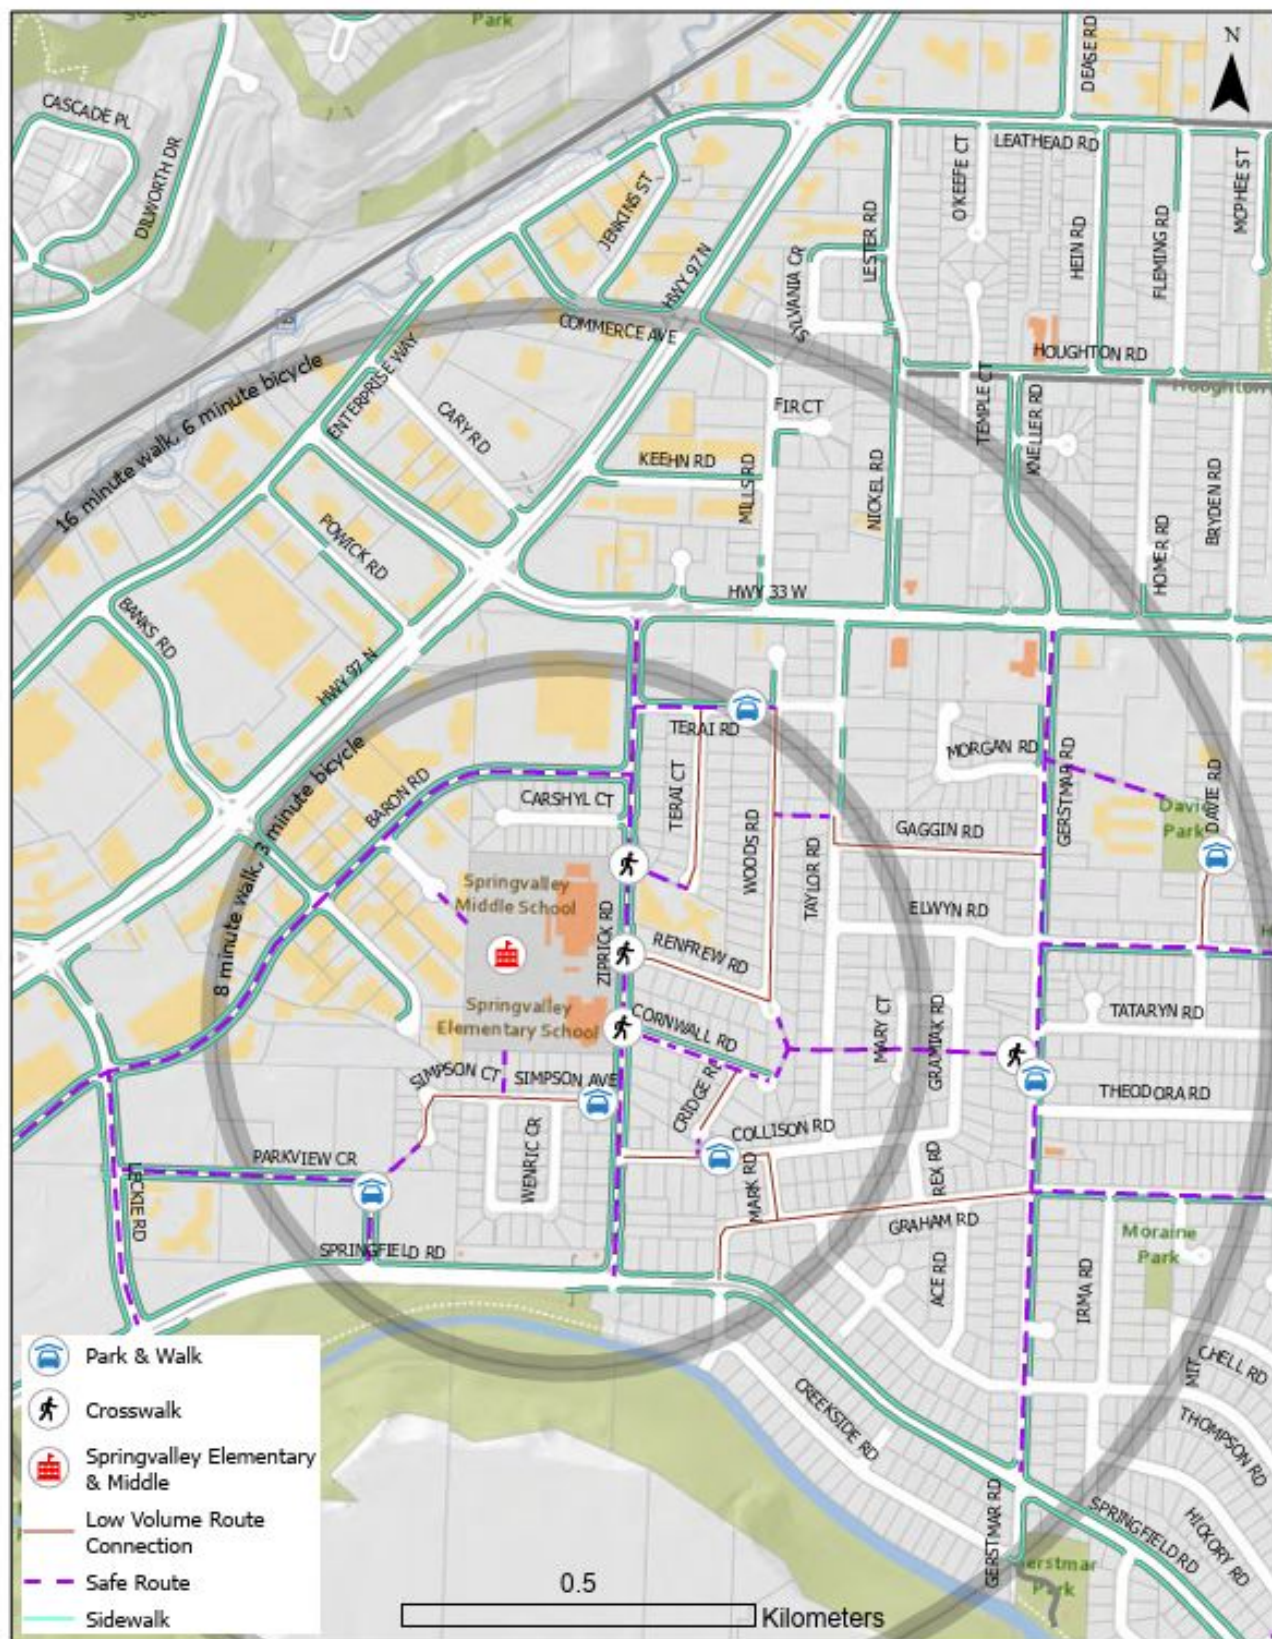 Park
N
DEASE RD
CASCADE PL
DILWORTH DR
LEATHEAD RD
O'KEEFE CT
MCPHEE ST
JENKINS ST
LESTER RD
HEIN RD
FLEMING RD
HWY 97 N
SYLVANIA CR
COMMERCE AVE
HOUGHTON RD
16 minute walk, 6 minute bicycle
ENTERPRISE WAY
CARY RD
FIR CT
TEMPLE CT
KNELLER RD
KEEHN RD
MILLS RD
NICKEL RD
BRYDEN RD
HOMER RD
POWICK RD
HWY 33 W
BANKS RD
HWY 97 N
8 minute walk, 3 minute bicycle
BARON RD
TERAI RD
MORGAN RD
GERSTMAR RD
DAVIE RD
CARSHYL CT
TERAI CT
WOODS RD
GAGGIN RD
Park
TAYLOR RD
Springvalley
Middle School
ELWYN RD
ZIPRICK RD
RENFREW RD
Springvalley
Elementary School
CORNWALL RD
MARY CT
GRAMIAK RD
TATARYN RD
SIMPSON CT
SIMPSON AVE
CRIDGE R
THEODORA RD
COLLISON RD
PARKVIEW CR
WENRIC CR
MARK RD
REX RD
LECKIE RD
GRAHAM RD
SPRINGFIELD RD
Moraine
Park
ACE RD
IRMA RD
Park & Walk
Crosswalk
Springvalley Elementary
& Middle
Low Volume Route
Connection
Safe Route
Sidewalk
CREEKSIDE RD
MIT
CHELL RD
THOMPSON RD
GERSTMAR RD
SPRINGFIELD RD
HICKORY RD
erstmar
Park
0.5
Kilometers